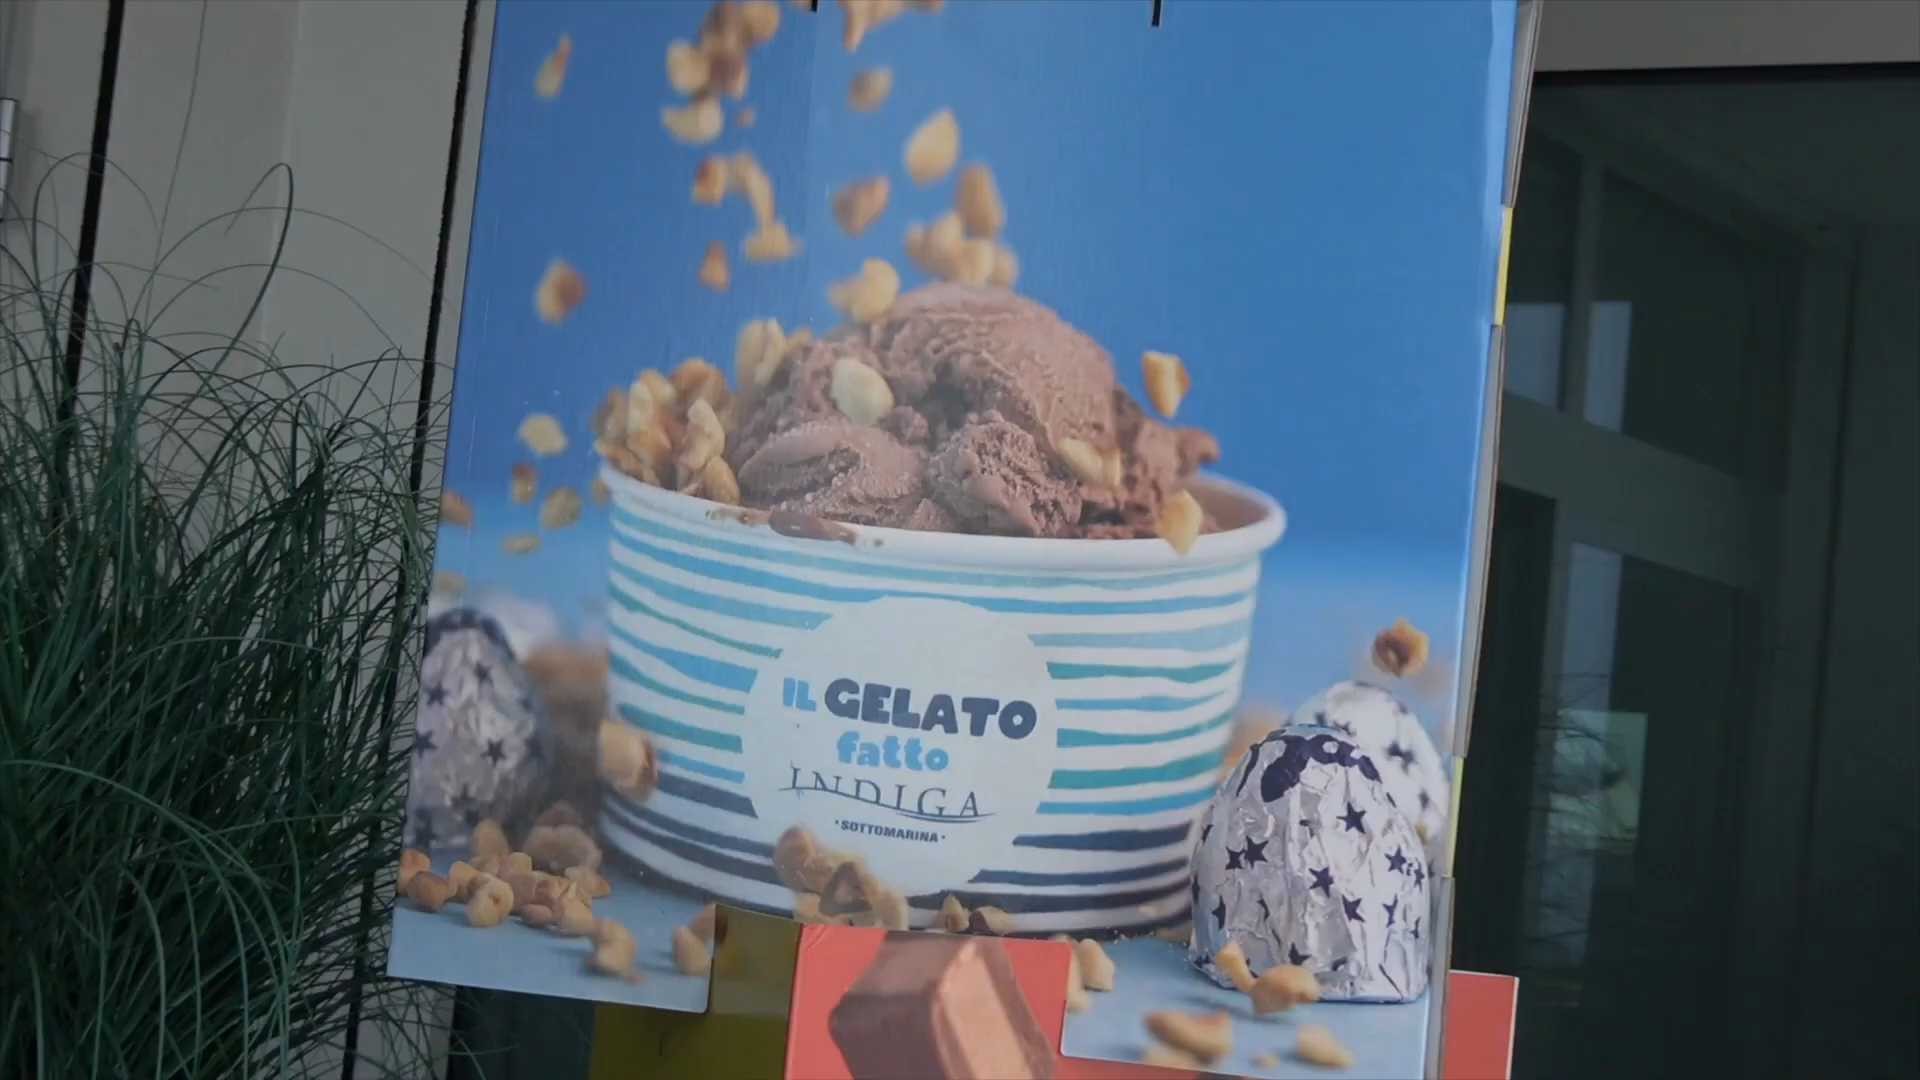 IL GELATO
fatto
INDIGA
• SOTTOMARINA •